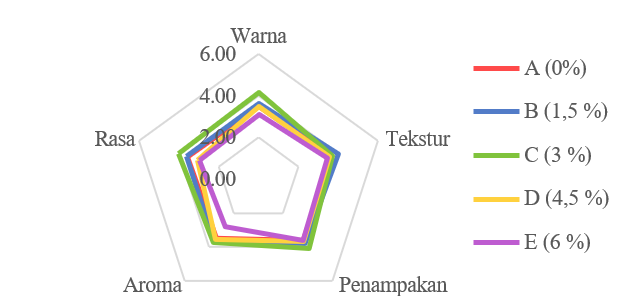 Warna
6.00
4.00
2.00
0.00
Rasa
Tekstur
Aroma
Penampakan
A (0%)
B (1,5 %)
C (3 %)
D (4,5 %)
E (6 %)